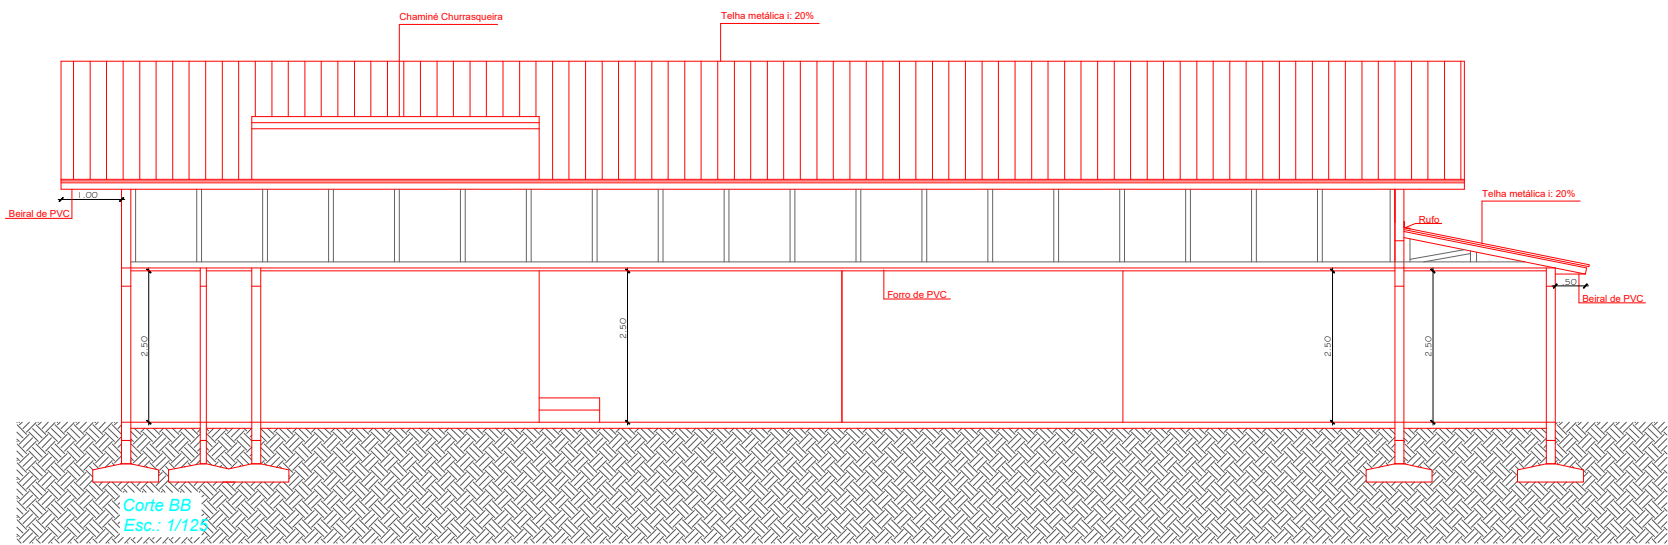 Chaminé Churrasqueira
Telha metálica i: 20%
1.00
Beiral de PVC
Telha metálica i: 20%
Rufo
.50
Forro de PVC
Beiral de PVC
2.50
2.50
2.50
2.50
Corte BB
Esc.: 1/125